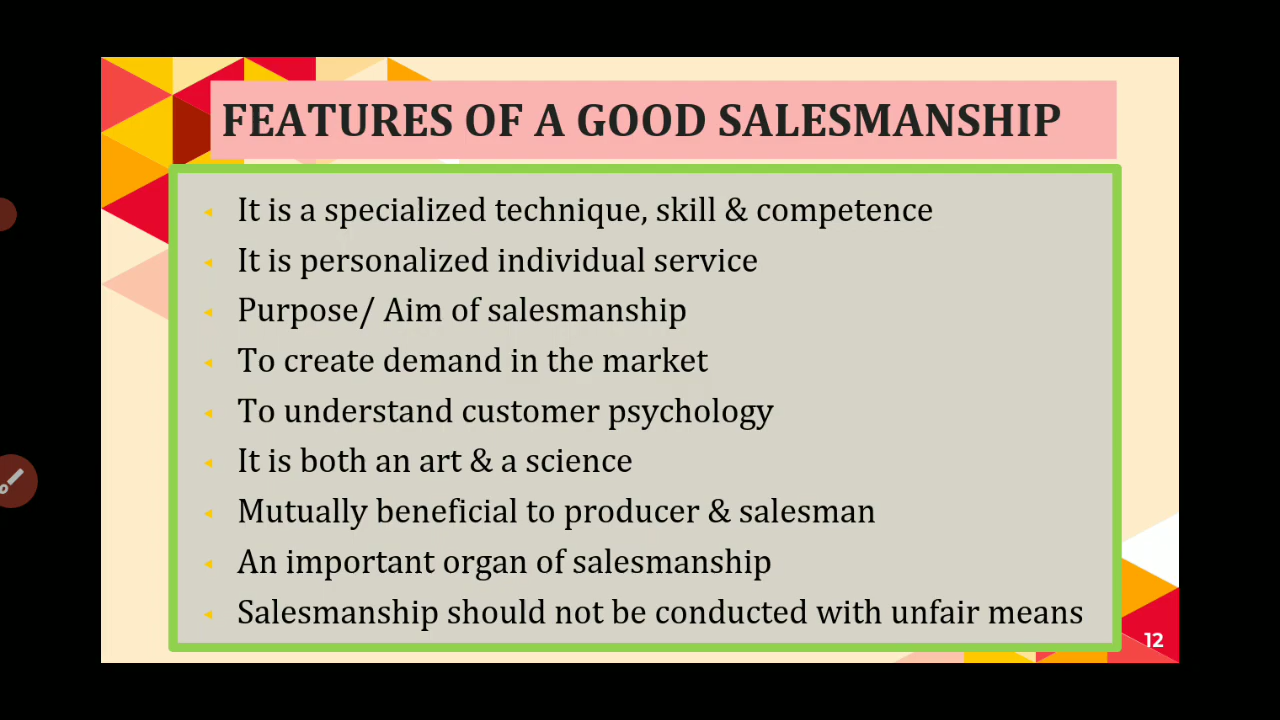 FEATURES OF A GOOD SALESMANSHIP
It is a specialized technique, skill & competence
It is personalized individual service
Purpose/ Aim of salesmanship
To create demand in the market
To understand customer psychology
It is both an art & a science
Mutually beneficial to producer & salesman
An important organ of salesmanship
Salesmanship should not be conducted with unfair means
12